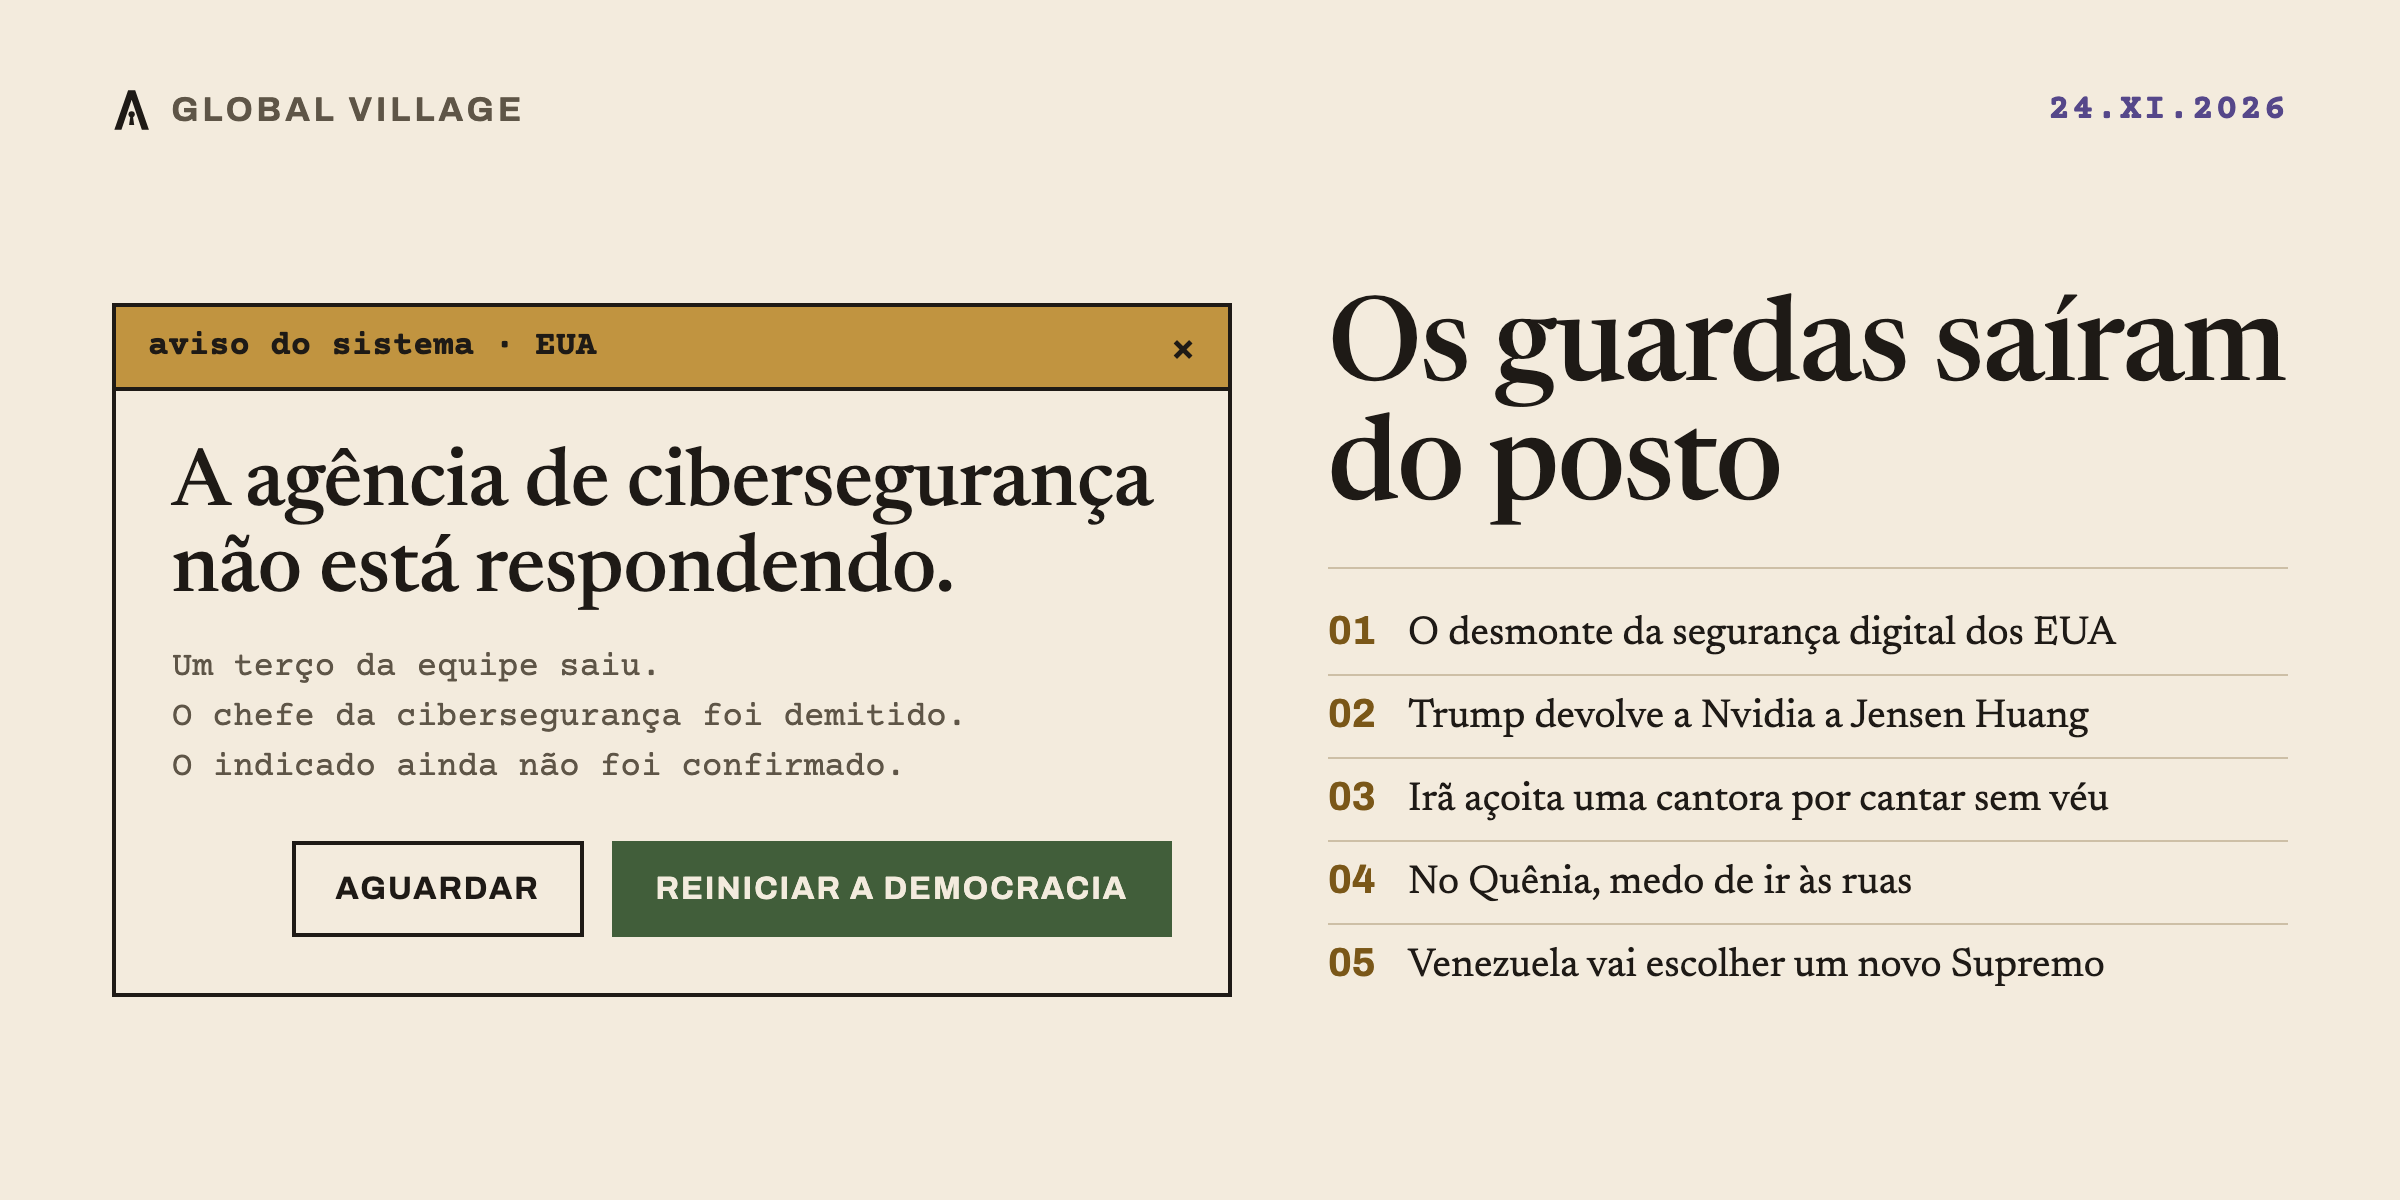 GLOBAL VILLAGE
24.XI.2026
aviso do sistema · EUA
×
A agência de cibersegurança
não está respondendo.
Um terço da equipe saiu.
O chefe da cibersegurança foi demitido.
O indicado ainda não foi confirmado.
AGUARDAR
REINICIAR A DEMOCRACIA
Os guardas saíram
do posto
01 O desmonte da segurança digital dos EUA
02 Trump devolve a Nvidia a Jensen Huang
03 Irã açoita uma cantora por cantar sem véu
04 No Quênia, medo de ir às ruas
05 Venezuela vai escolher um novo Supremo